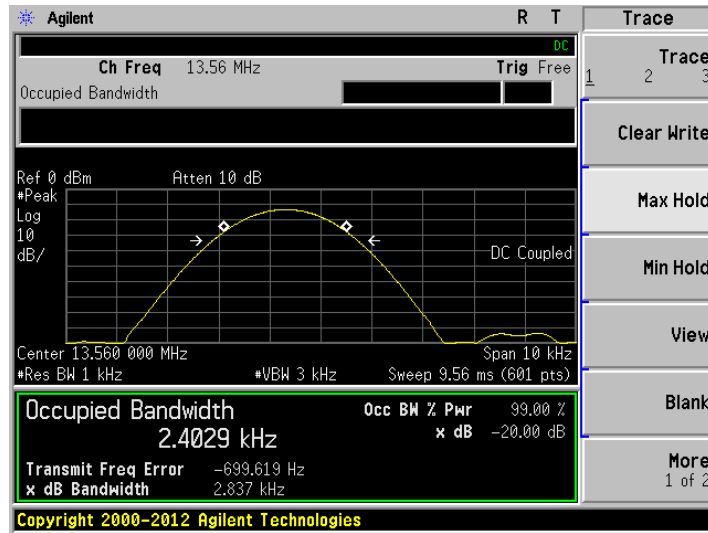 Agilent R T Trace
DC
Ch Freq 13.56 MHz Trig Free
Occupied Bandwidth
Trace
1 2 3
Clear Write
Max Hold
Min Hold
View
Blank
More
1 of 2
Ref 0 dBm Atten 10 dB
#Peak
Log
10
dB/
DC Coupled
Center 13.560 000 MHz Span 10 kHz
#Res BW 1 kHz #VBW 3 kHz Sweep 9.56 ms (601 pts)
Occupied Bandwidth
2.4029 kHz
Occ BW % Pwr 99.00 %
x dB -20.00 dB
Transmit Freq Error -699.619 Hz
x dB Bandwidth 2.837 kHz
Copyright 2000-2012 Agilent Technologies